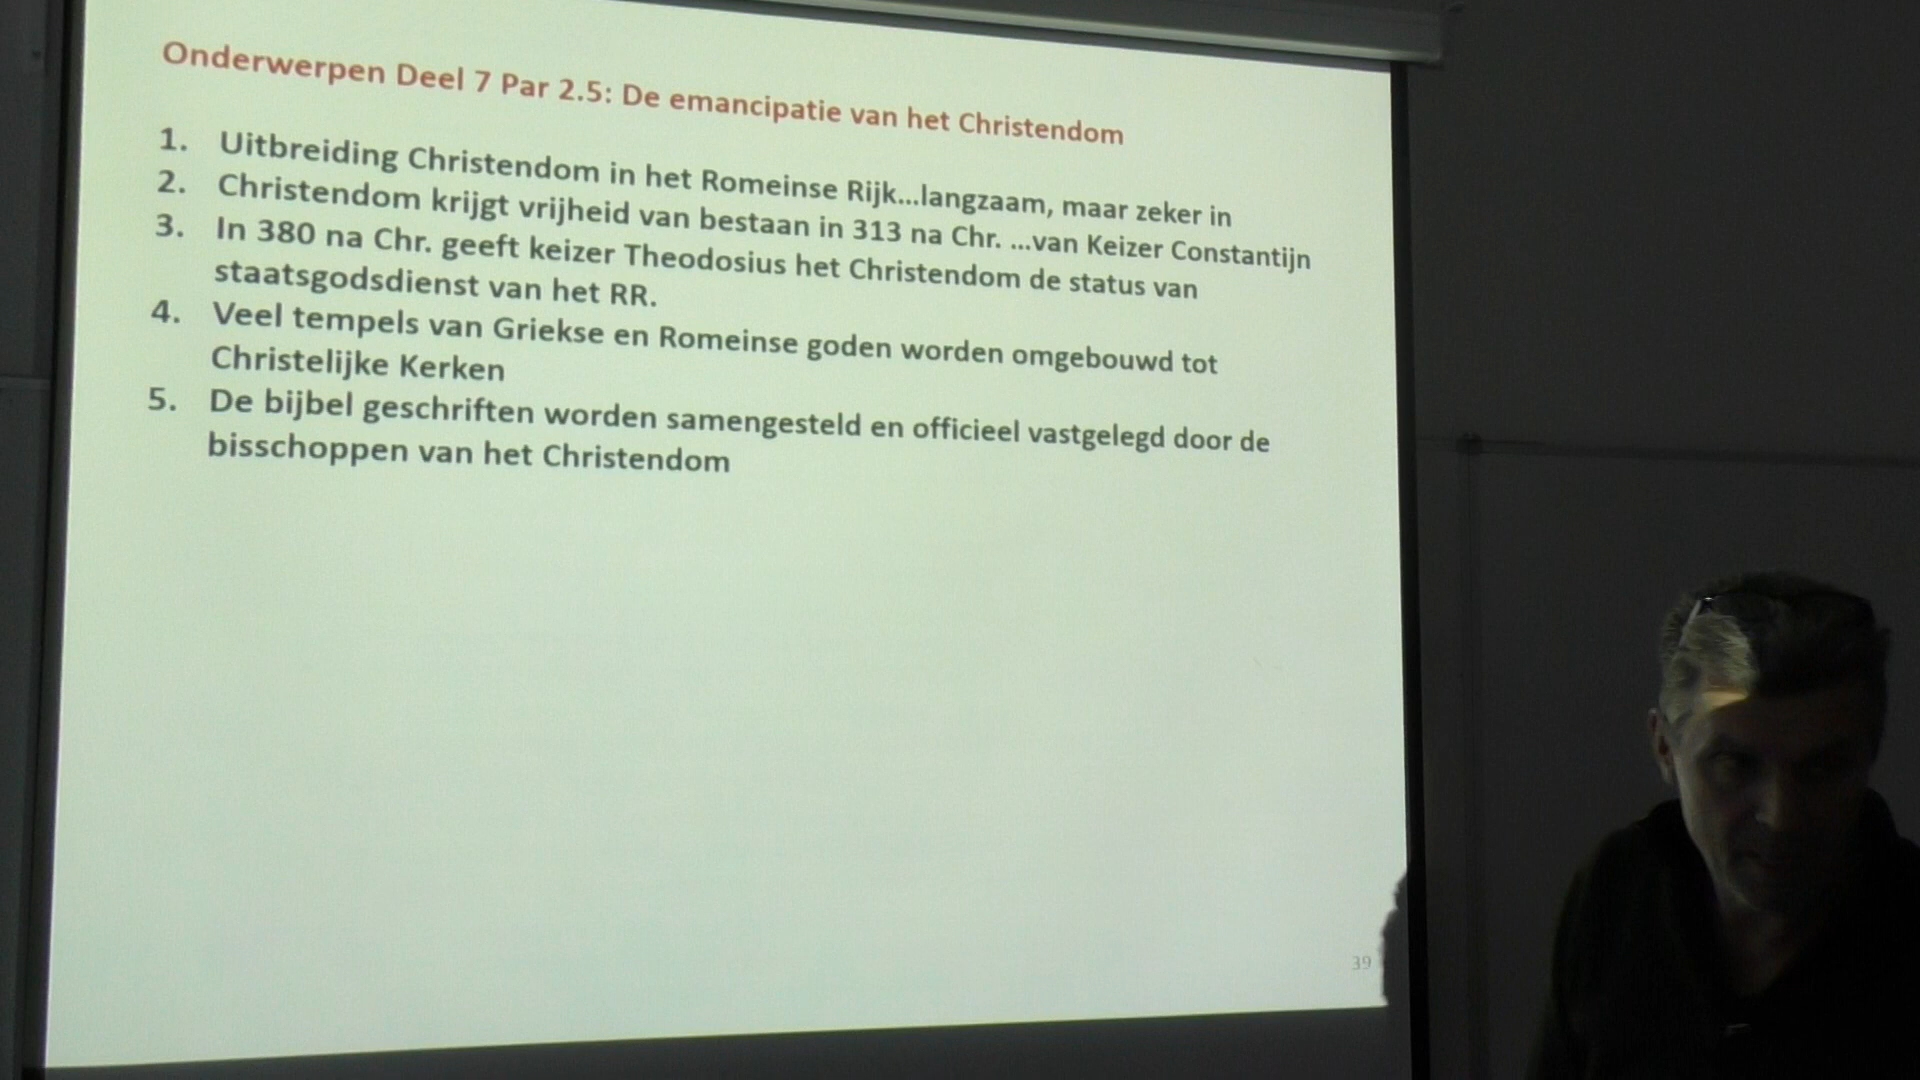 Onderwerpen Deel 7 Par 2.5: De emancipatie van het Christendom
1. Uitbreiding Christendom in het Romeinse Rijk...langzaam, maar zeker in
2. Christendom krijgt vrijheid van bestaan in 313 na Chr. ...van Keizer Constantijn
3. In 380 na Chr. geeft keizer Theodosius het Christendom de status van
staatsgodsdienst van het RR.
4. Veel tempels van Griekse en Romeinse goden worden omgebouwd tot
Christelijke Kerken
5. De bijbel geschriften worden samengesteld en officieel vastgelegd door de
bisschoppen van het Christendom
39